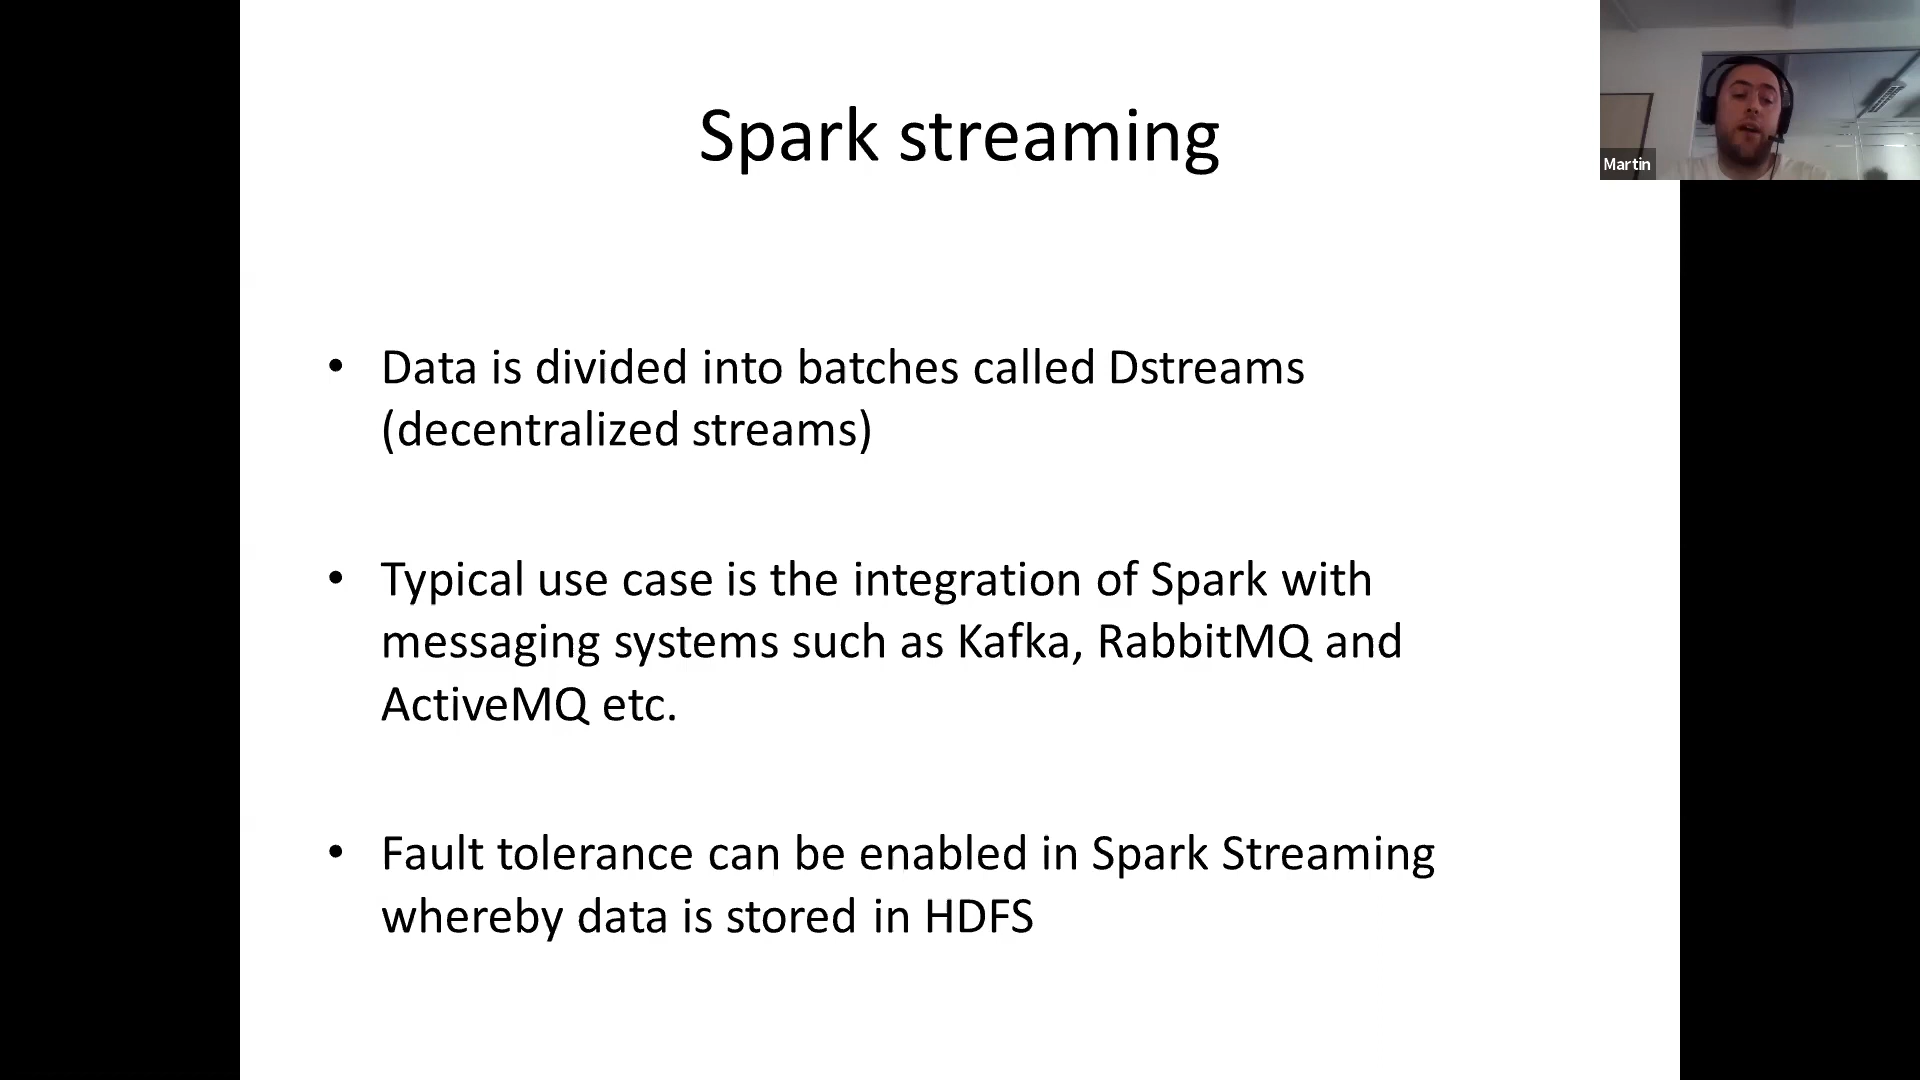 Spark streaming
Martin
• Data is divided into batches called Dstreams
(decentralized streams)
• Typical use case is the integration of Spark with
messaging systems such as Kafka, RabbitMQ and
ActiveMQ etc.
• Fault tolerance can be enabled in Spark Streaming
whereby data is stored in HDFS